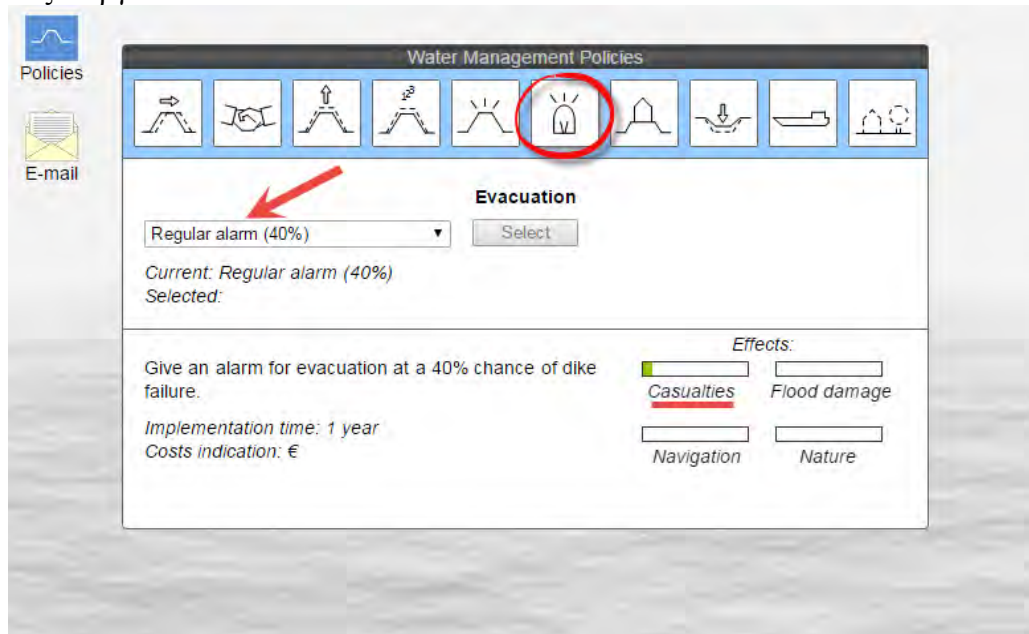 Policies
E-mail
Water Management Policies
123
Evacuation
Regular alarm (40%)
Select
Current: Regular alarm (40%)
Selected:
Give an alarm for evacuation at a 40% chance of dike
failure.
Implementation time: 1 year
Costs indication: €
Effects:
Casualties
Flood damage
Navigation
Nature